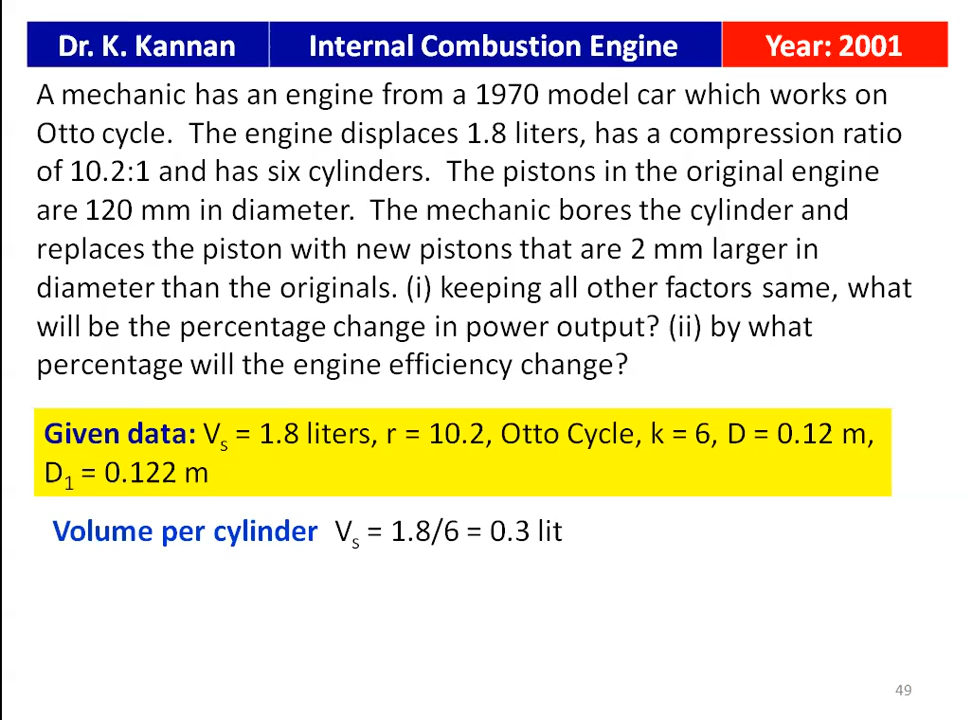 Dr. K. Kannan Internal Combustion Engine Year: 2001
A mechanic has an engine from a 1970 model car which works on
Otto cycle. The engine displaces 1.8 liters, has a compression ratio
of 10.2:1 and has six cylinders. The pistons in the original engine
are 120 mm in diameter. The mechanic bores the cylinder and
replaces the piston with new pistons that are 2 mm larger in
diameter than the originals. (i) keeping all other factors same, what
will be the percentage change in power output? (ii) by what
percentage will the engine efficiency change?
Given data: Vs = 1.8 liters, r = 10.2, Otto Cycle, k = 6, D = 0.12 m,
D1 = 0.122 m
Volume per cylinder Vs = 1.8/6 = 0.3 lit
49